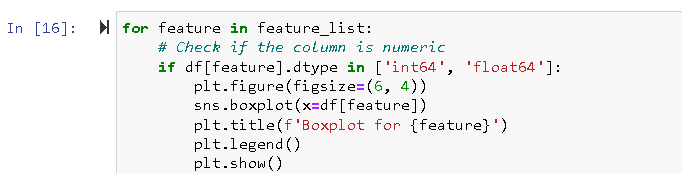 In [16]:
for feature in feature_list:
    # Check if the column is numeric
    if df[feature].dtype in ['int64', 'float64']:
        plt.figure(figsize=(6, 4))
        sns.boxplot(x=df[feature])
        plt.title(f'Boxplot for {feature}')
        plt.legend()
        plt.show()